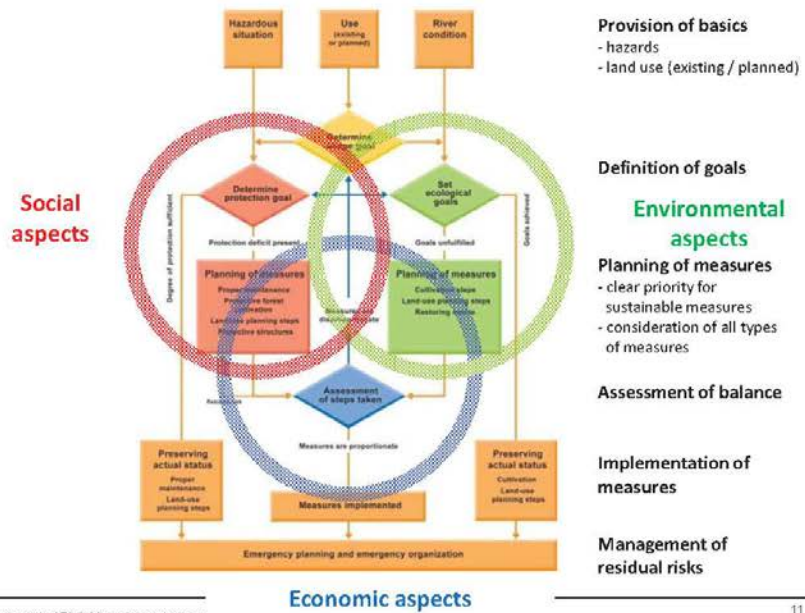 Hazardous
situation
Use
(existing
or planned)
River
condition
Provision of basics
- hazards
- land use (existing / planned)
Determine
goal
Definition of goals
Social
aspects
Determine
protection goal
Set
ecological
goals
Environmental
aspects
Degree of protection sufficient
Protection deficit present
Goals unfulfilled
Goals achieved
Planning of measures
Proper maintenance
Protective forest
Land-use planning steps
Protective structures
Measures are
Planning of measures
Cultivation steps
Land-use planning steps
Restoring
Planning of measures
- clear priority for
sustainable measures
- consideration of all types
of measures
Assessment
of steps taken
Assessment of balance
Measures are proportionate
Preserving
actual status
Proper
maintenance
Land-use
planning steps
Measures implemented
Preserving
actual status
Cultivation
Land-use
planning steps
Implementation of
measures
Emergency planning and emergency organization
Management of
residual risks
Economic aspects